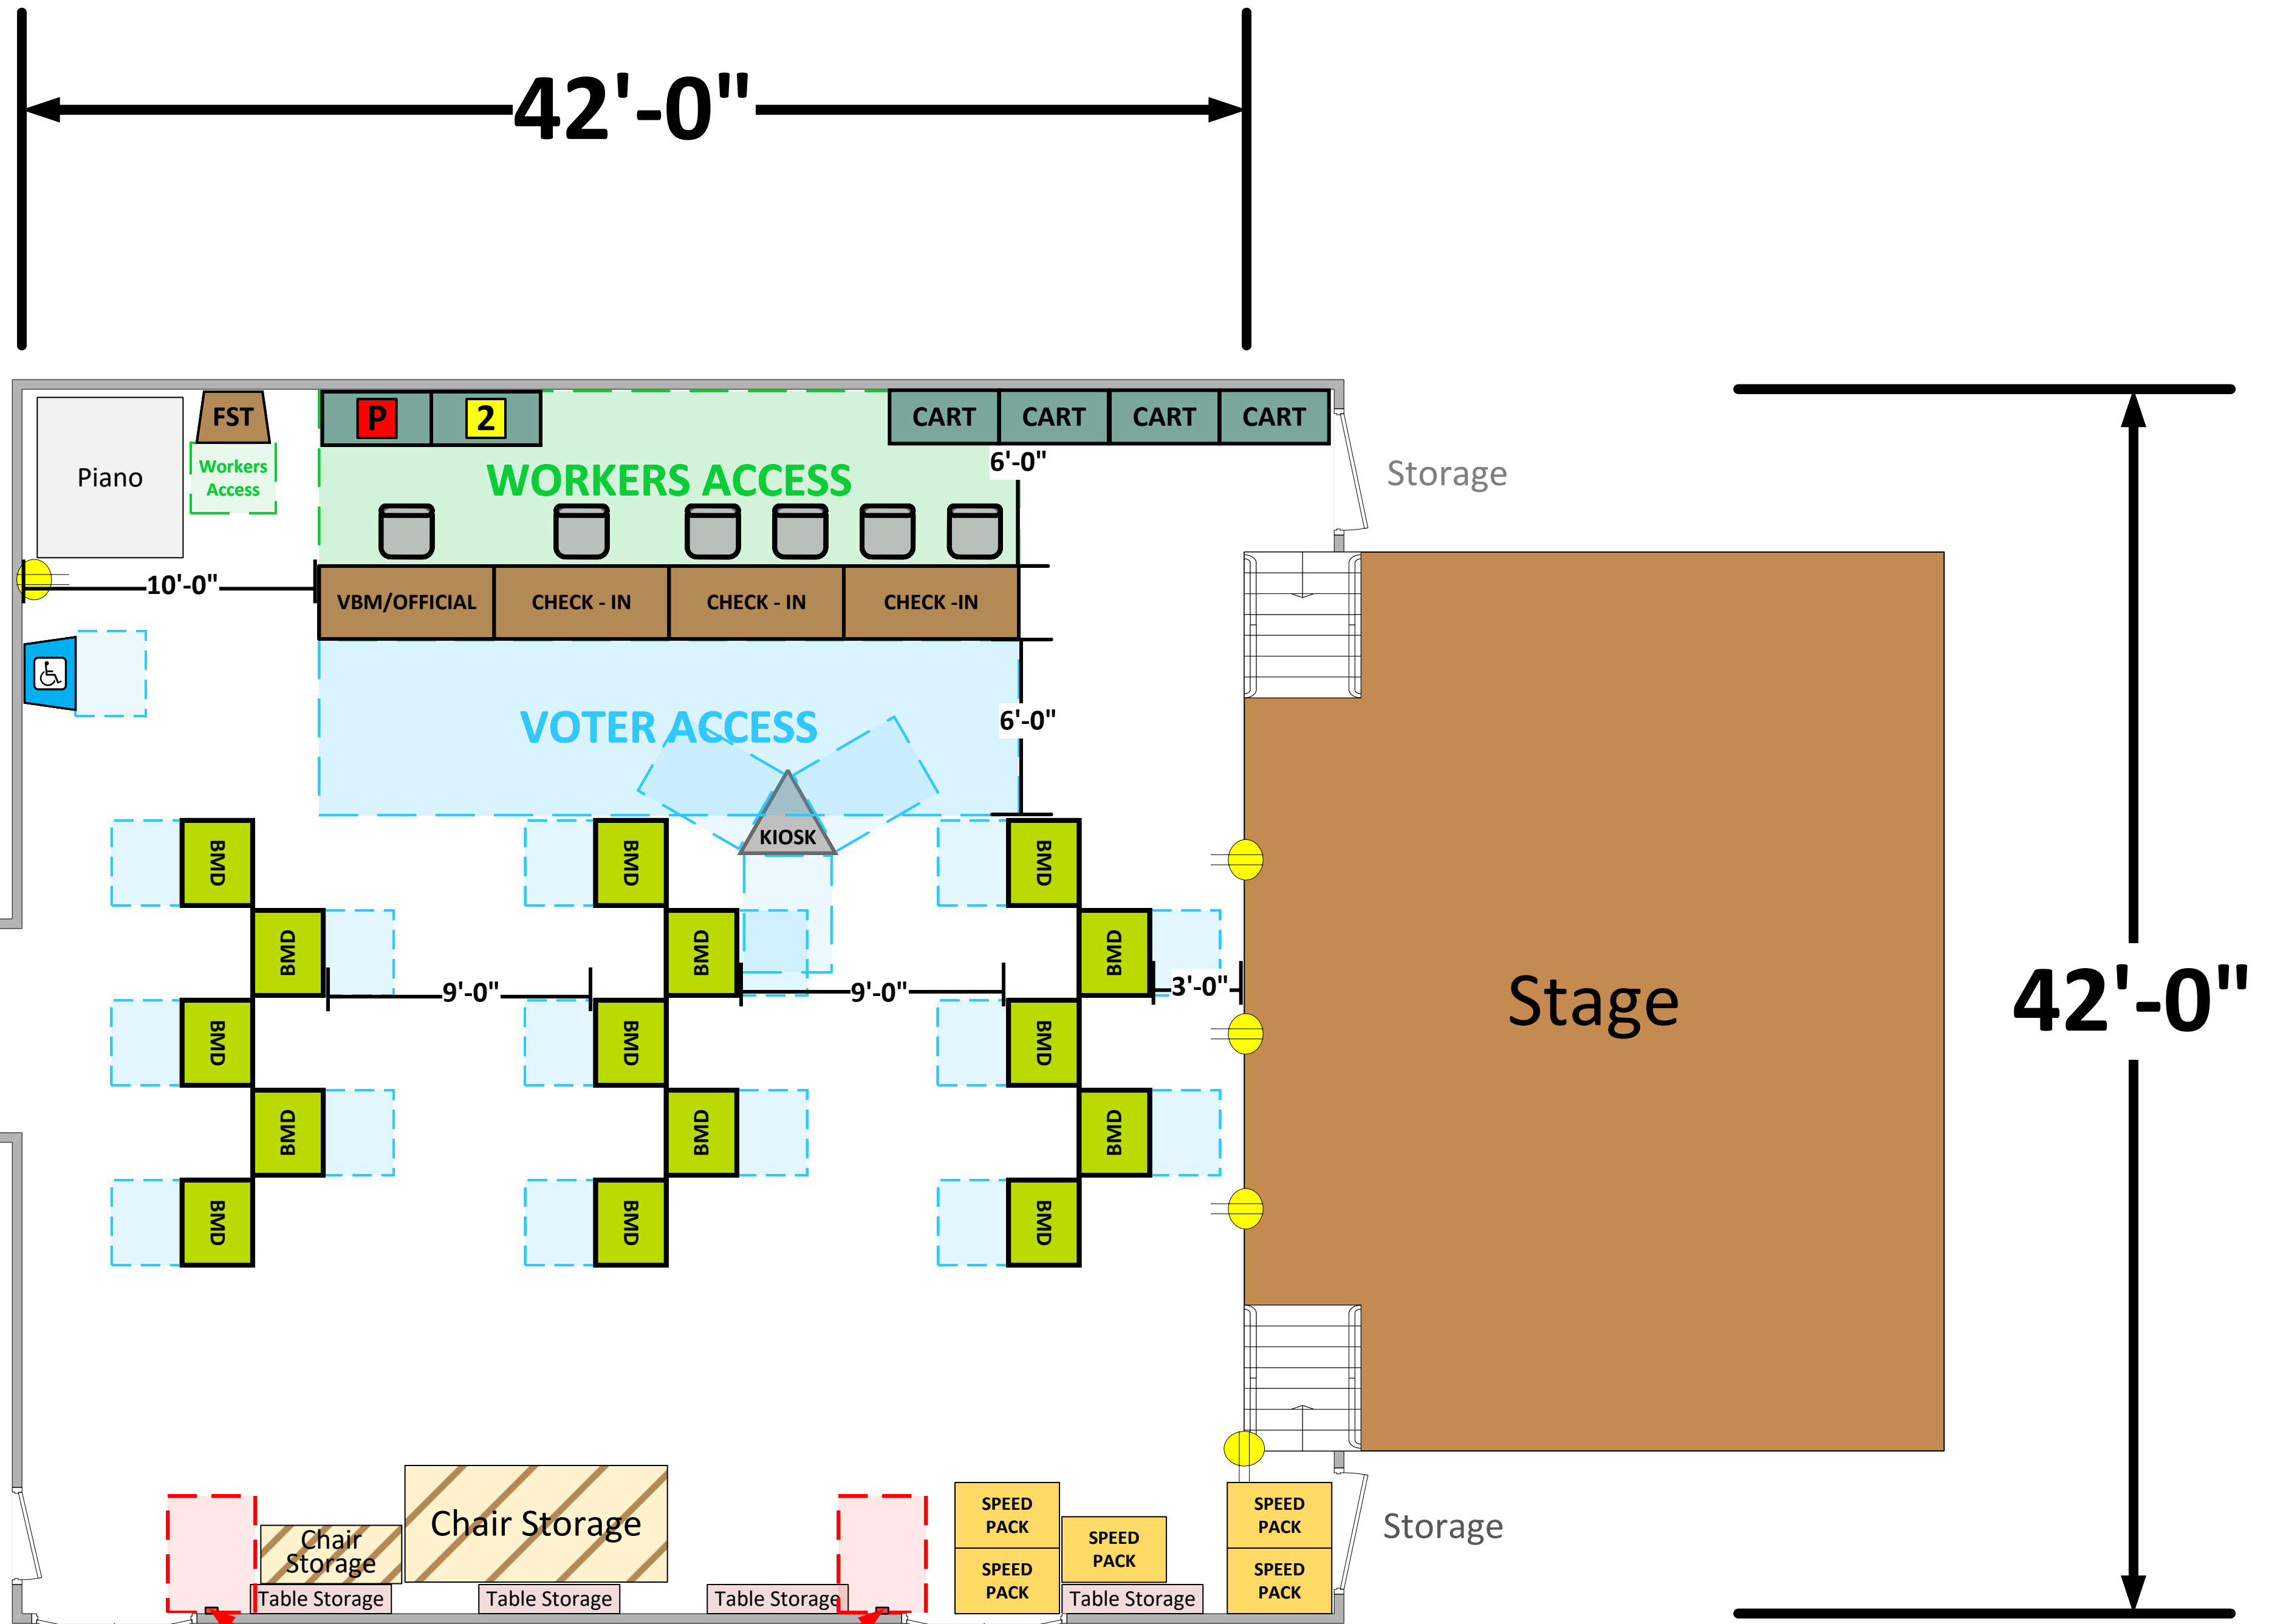 42'-0"
FST
P
2
CART
CART
CART
CART
Piano
Workers
Access
WORKERS ACCESS
6'-0"
Storage
10'-0"
VBM/OFFICIAL
CHECK - IN
CHECK - IN
CHECK -IN
VOTER ACCESS
6'-0"
KIOSK
BMD
BMD
BMD
BMD
BMD
BMD
9'-0"
9'-0"
3'-0"
Stage
42'-0"
BMD
BMD
BMD
BMD
BMD
BMD
BMD
BMD
BMD
Chair
Storage
Chair Storage
SPEED
PACK
SPEED
PACK
SPEED
PACK
SPEED
PACK
SPEED
PACK
Storage
Table Storage
Table Storage
Table Storage
Table Storage